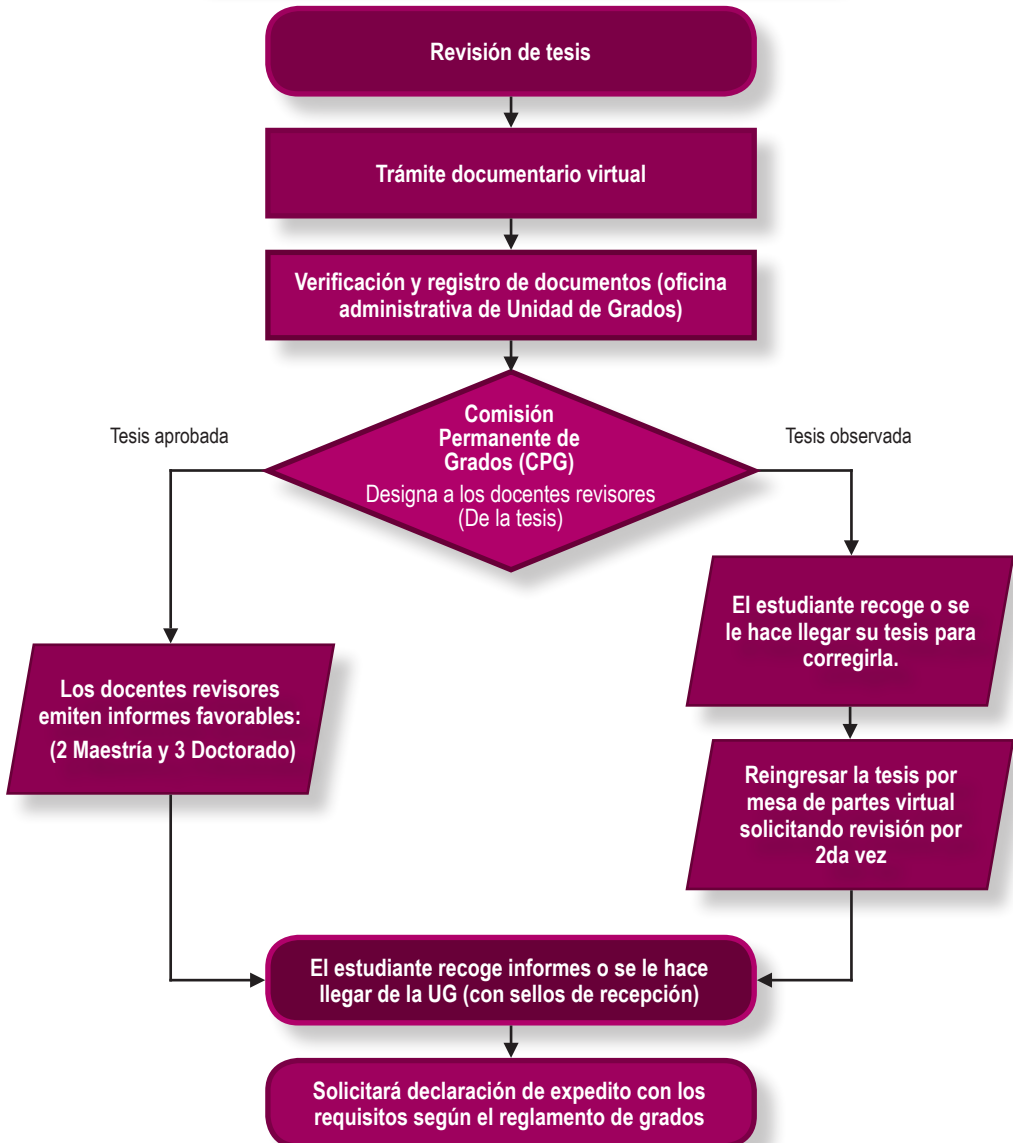 Revisión de tesis
Trámite documentario virtual
Verificación y registro de documentos (oficina
administrativa de Unidad de Grados)
Comisión
Permanente de
Grados (CPG)
Designa a los docentes revisores
(De la tesis)
Tesis aprobada
Tesis observada
Los docentes revisores
emiten informes favorables:
(2 Maestría y 3 Doctorado)
El estudiante recoge o se
le hace llegar su tesis para
corregirla.
Reingresar la tesis por
mesa de partes virtual
solicitando revisión por
2da vez
El estudiante recoge informes o se le hace
llegar de la UG (con sellos de recepción)
Solicitará declaración de expedito con los
requisitos según el reglamento de grados